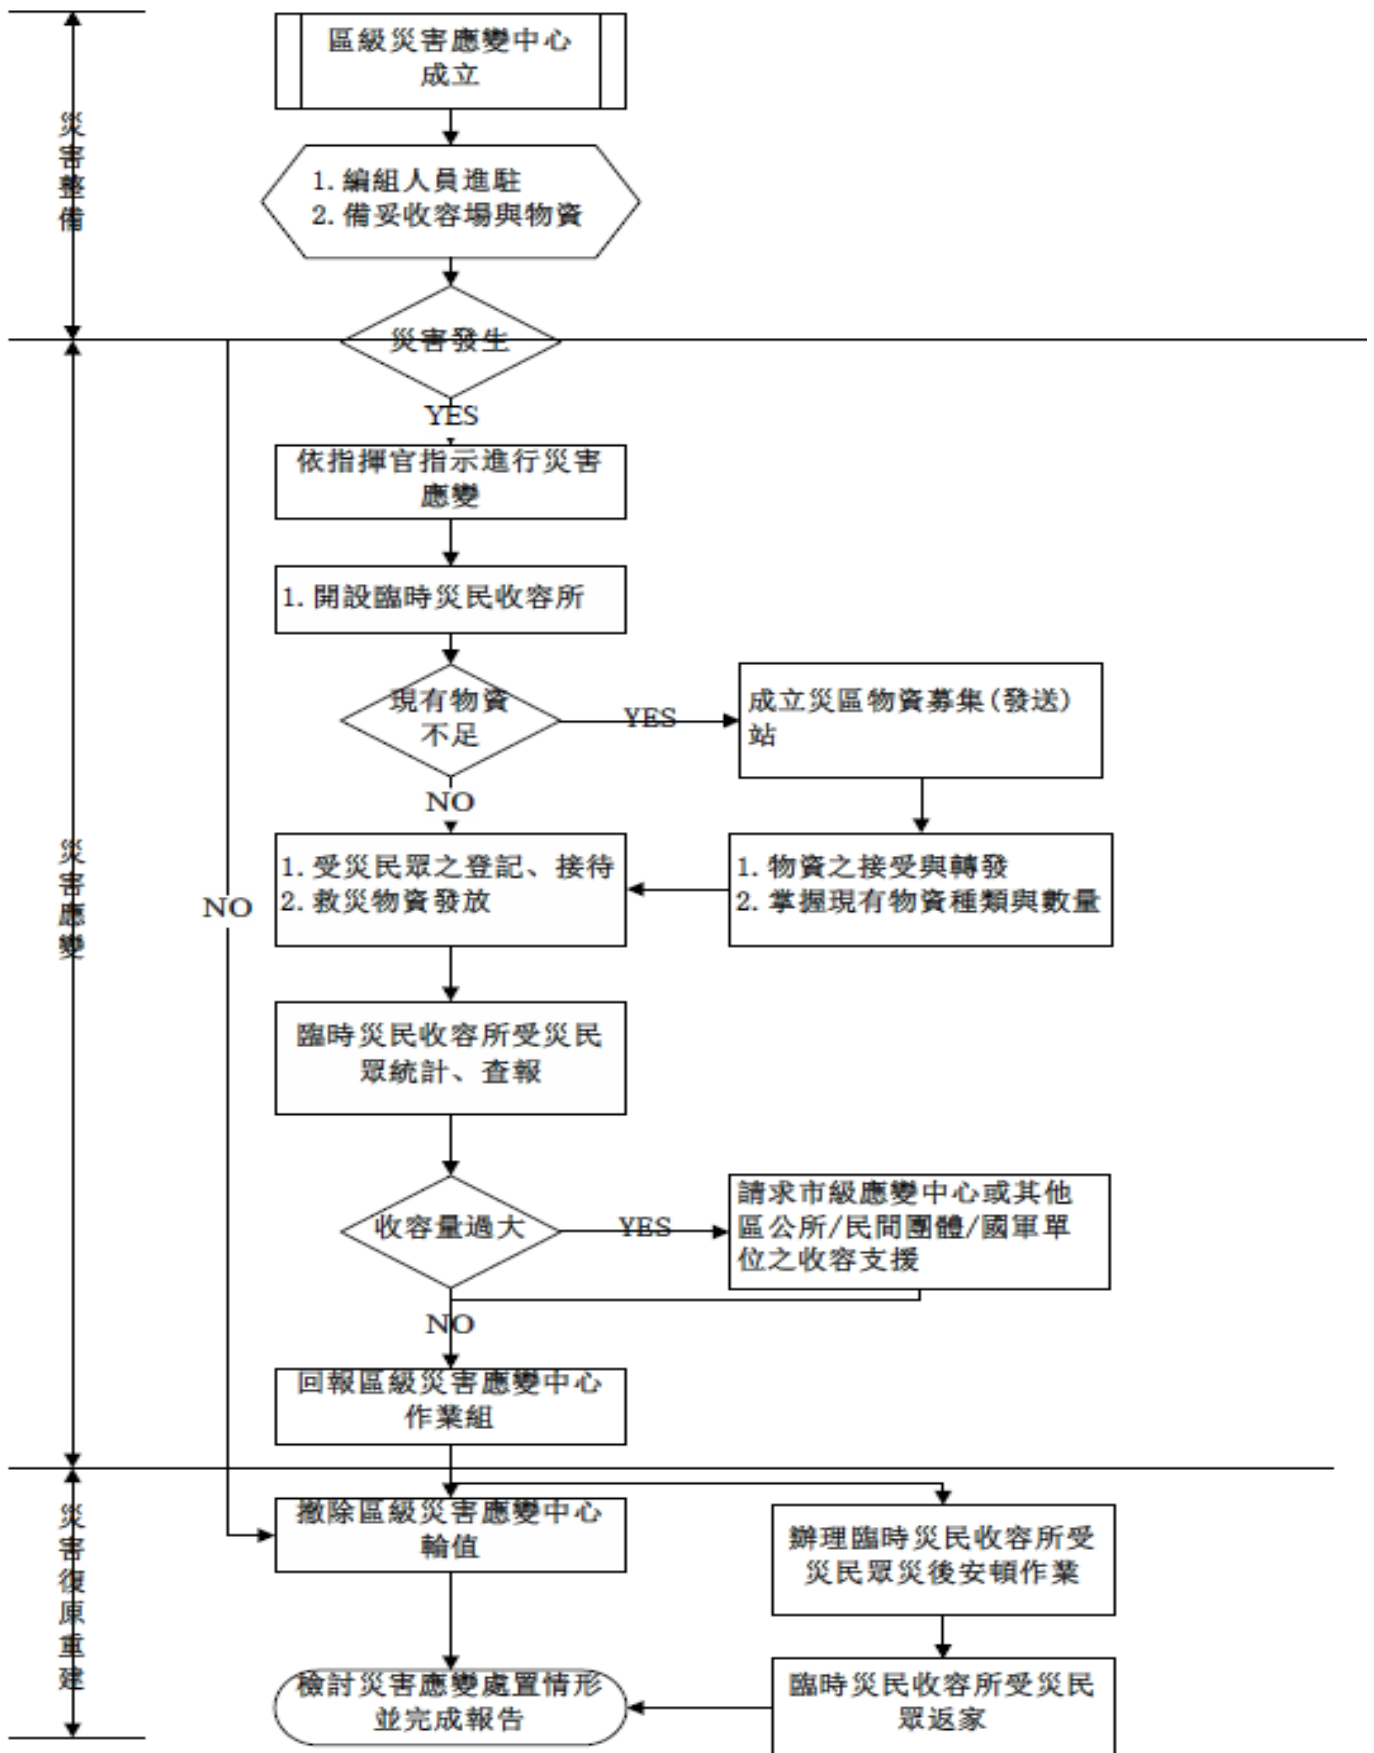 區級災害應變中心
成立
災害整備
1. 編組人員進駐
2. 備妥收容場與物資
災害發生
YES
依指揮官指示進行災害
應變
1. 開設臨時災民收容所
現有物資
不足
YES
成立災區物資募集(發送)
站
NO
災害應變
NO
1. 受災民眾之登記、接待
2. 救災物資發放
1. 物資之接受與轉發
2. 掌握現有物資種類與數量
臨時災民收容所受災民
眾統計、查報
收容量過大
YES
請求市級應變中心或其他
區公所/民間團體/國軍單
位之收容支援
NO
回報區級災害應變中心
作業組
災害復原重建
撤除區級災害應變中心
輪值
辦理臨時災民收容所受
災民眾災後安頓作業
檢討災害應變處置情形
並完成報告
臨時災民收容所受災民
眾返家